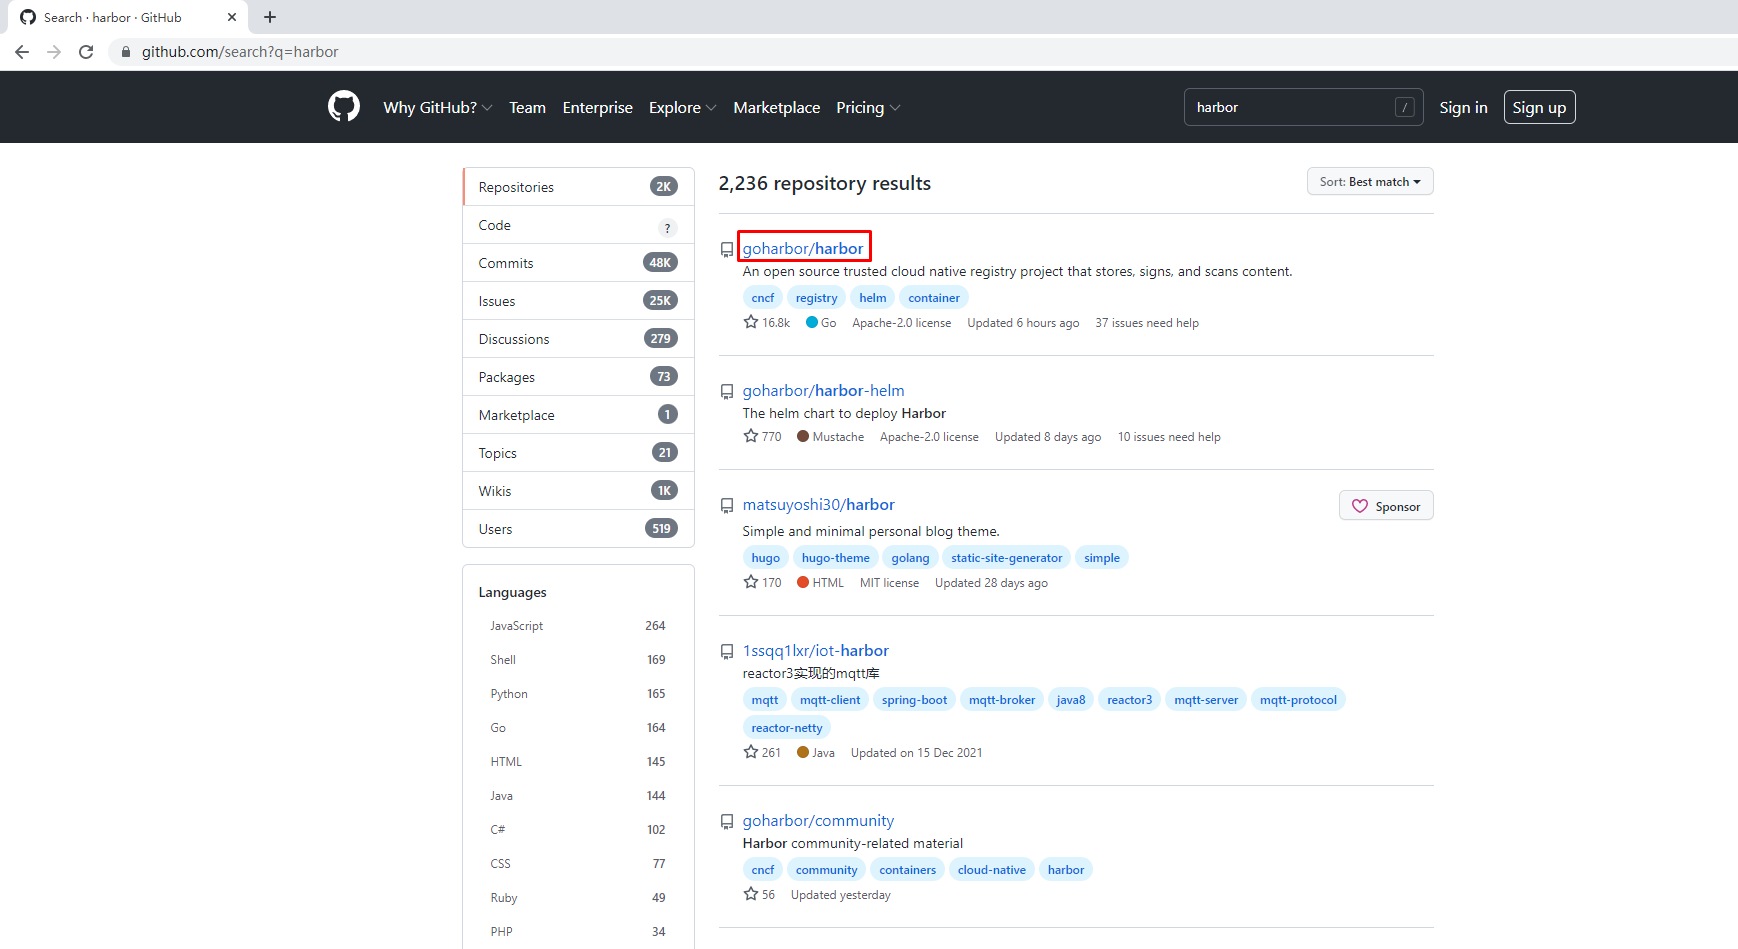 Search · harbor · GitHub
github.com/search?q=harbor
Why GitHub? Team Enterprise Explore Marketplace Pricing harbor / Sign in Sign up
Repositories 2K
Code ?
Commits 48K
Issues 25K
Discussions 279
Packages 73
Marketplace 1
Topics 21
Wikis 1K
Users 519
Languages
JavaScript 264
Shell 169
Python 165
Go 164
HTML 145
Java 144
C# 102
CSS 77
Ruby 49
PHP 34
2,236 repository results
Sort: Best match
goharbor/harbor
An open source trusted cloud native registry project that stores, signs, and scans content.
cncf registry helm container
16.8k Go Apache-2.0 license Updated 6 hours ago 37 issues need help
goharbor/harbor-helm
The helm chart to deploy Harbor
770 Mustache Apache-2.0 license Updated 8 days ago 10 issues need help
matsuyoshi30/harbor
Sponsor
Simple and minimal personal blog theme.
hugo hugo-theme golang static-site-generator simple
170 HTML MIT license Updated 28 days ago
1ssqq1lxr/iot-harbor
reactor3实现的mqtt库
mqtt mqtt-client spring-boot mqtt-broker java8 reactor3 mqtt-server mqtt-protocol
reactor-netty
261 Java Updated on 15 Dec 2021
goharbor/community
Harbor community-related material
cncf community containers cloud-native harbor
56 Updated yesterday